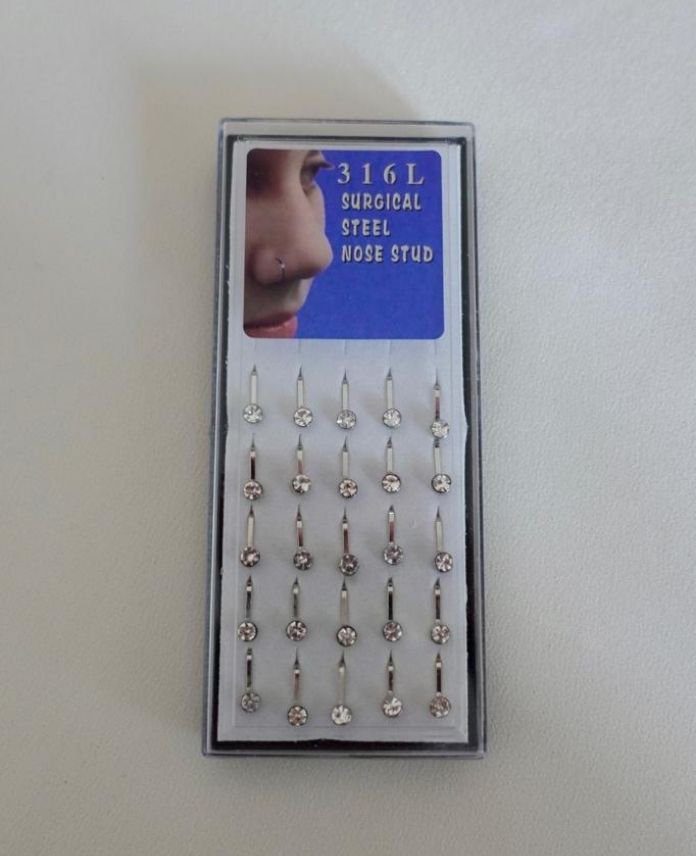 316L
SURGICAL
STEEL
NOSE STUD